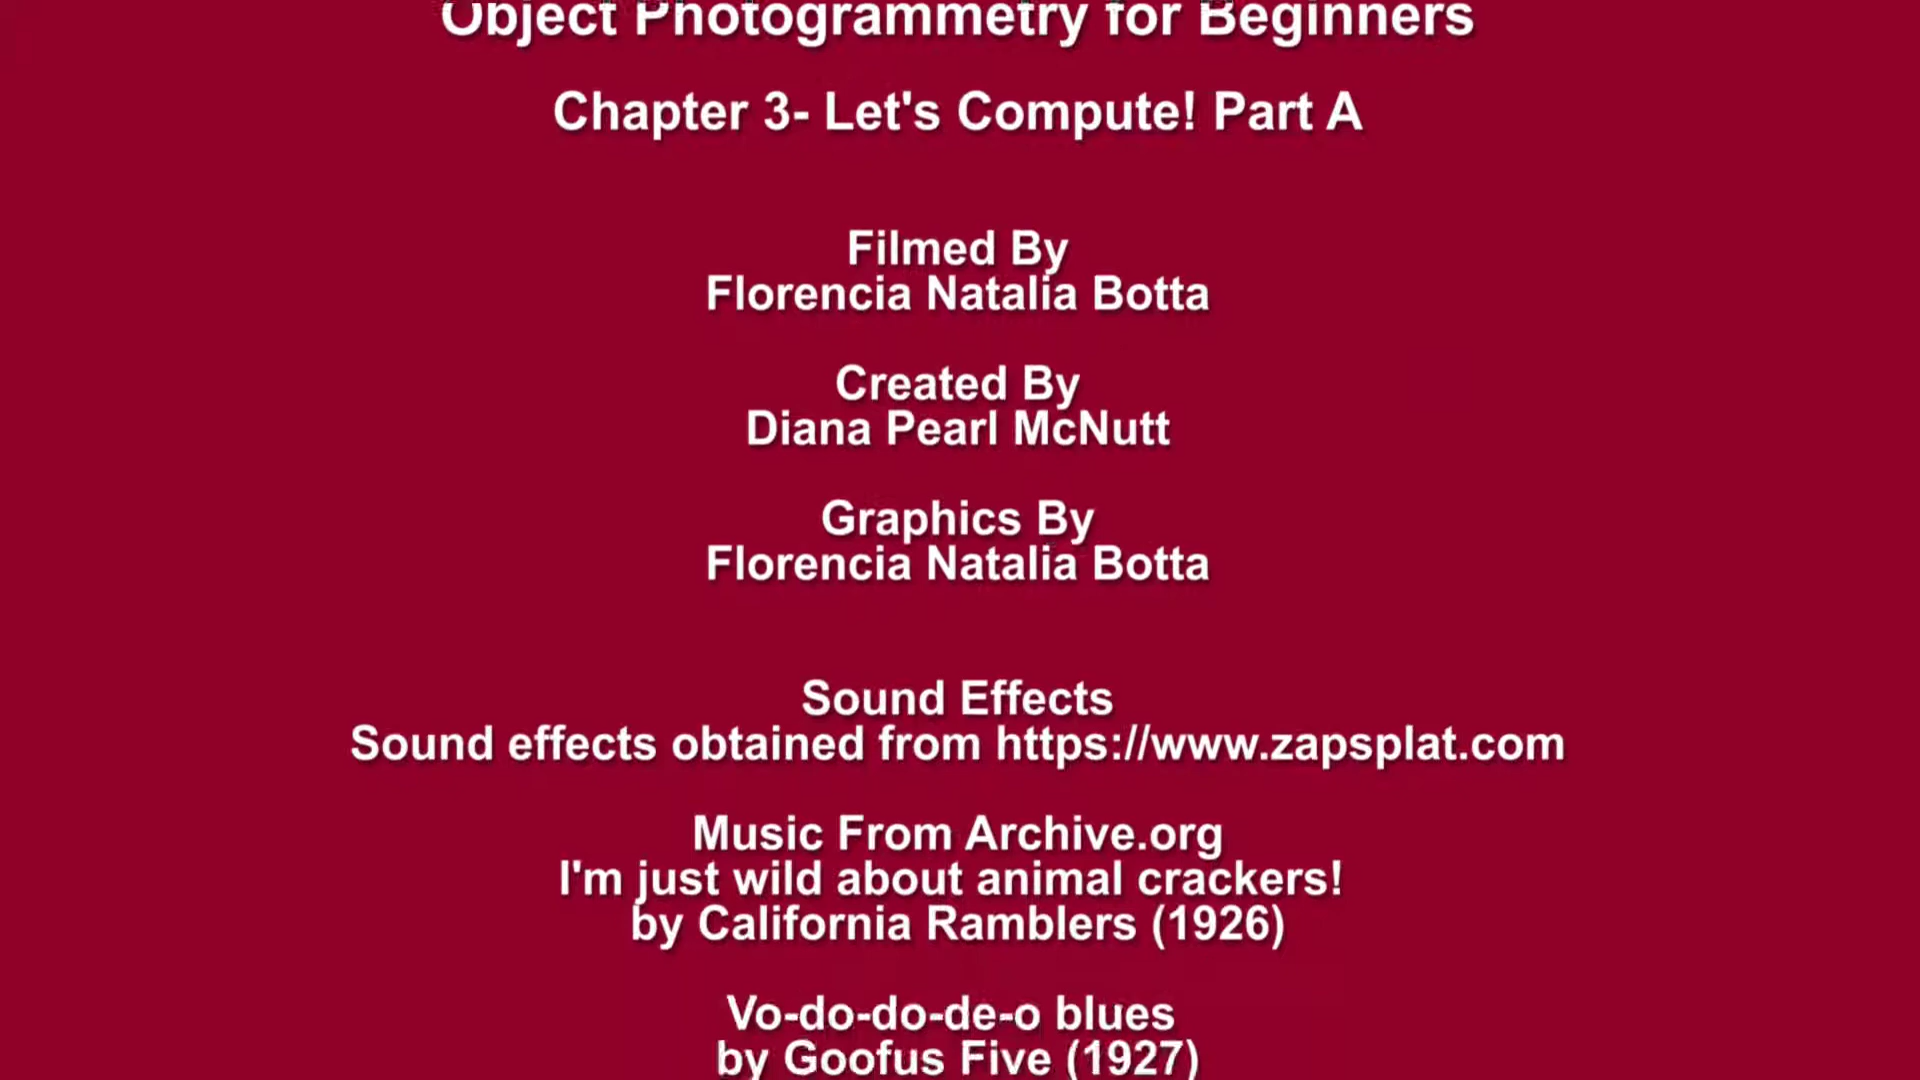 Object Photogrammetry for Beginners
Chapter 3- Let's Compute! Part A
Filmed By
Florencia Natalia Botta
Created By
Diana Pearl McNutt
Graphics By
Florencia Natalia Botta
Sound Effects
Sound effects obtained from https://www.zapsplat.com
Music From Archive.org
I'm just wild about animal crackers!
by California Ramblers (1926)
Vo-do-do-de-o blues
by Goofus Five (1927)